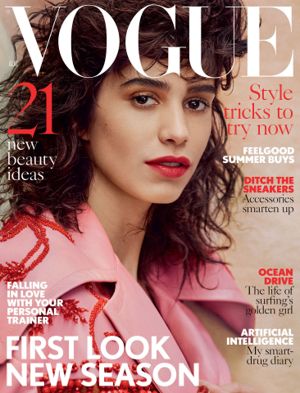 VOGUE
21
new
beauty
ideas
Style
tricks to
try now
FEELGOOD
SUMMER BUYS
DITCH THE
SNEAKERS
Accessories
smarten up
OCEAN
DRIVE
The life of
surfing's
golden girl
FALLING
IN LOVE
WITH YOUR
PERSONAL
TRAINER
ARTIFICIAL
INTELLIGENCE
My smart-
drug diary
FIRST LOOK
NEW SEASON